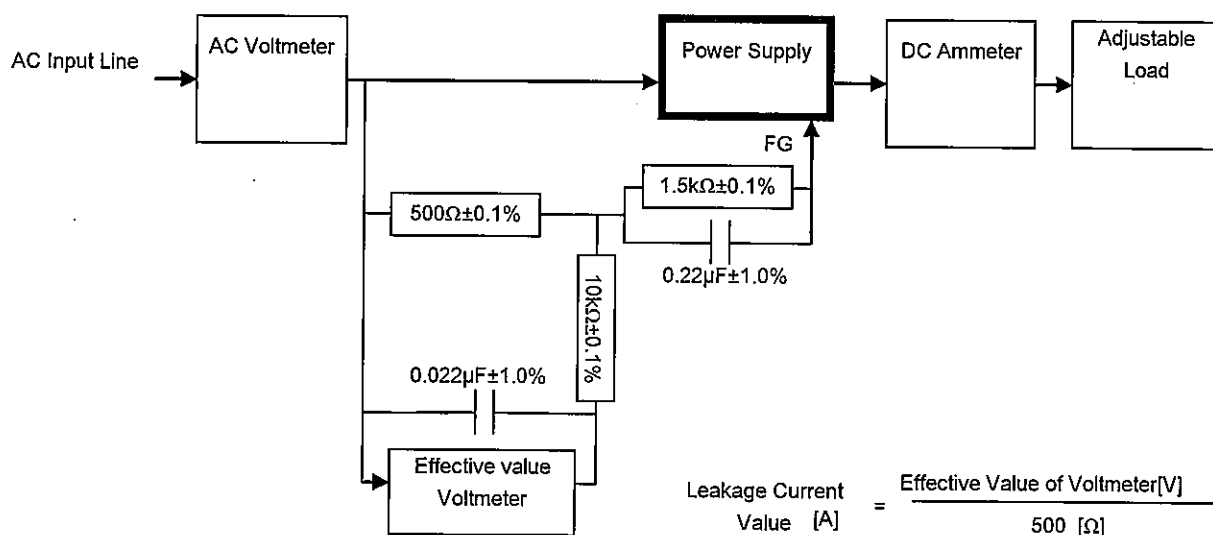 AC Input Line
AC Voltmeter
Power Supply
DC Ammeter
Adjustable
Load
FG
1.5kΩ±0.1%
500Ω±0.1%
0.22µF±1.0%
10kΩ±0.1%
0.022µF±1.0%
Effective value
Voltmeter
Leakage Current
Value [A]
=
Effective Value of Voltmeter[V]
500 [Ω]